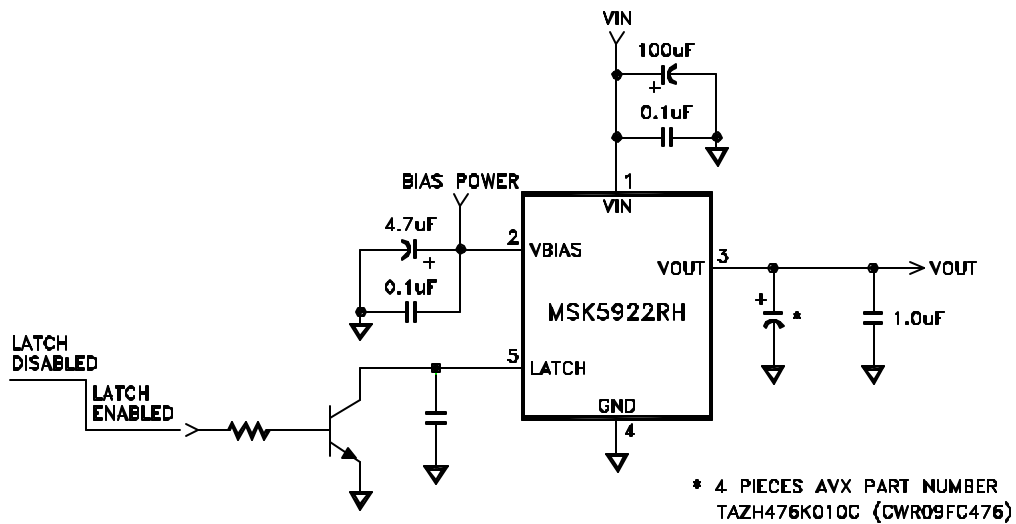 VIN
100uF
+
0.1uF
BIAS POWER
1
VIN
4.7uF
+
2
VBIAS
0.1uF
VOUT
3
VOUT
MSK5922RH
+
*
1.0uF
LATCH
DISABLED
5
LATCH
LATCH
ENABLED
GND
4
* 4 PIECES AVX PART NUMBER
TAZH476K010C (CWR09FC476)